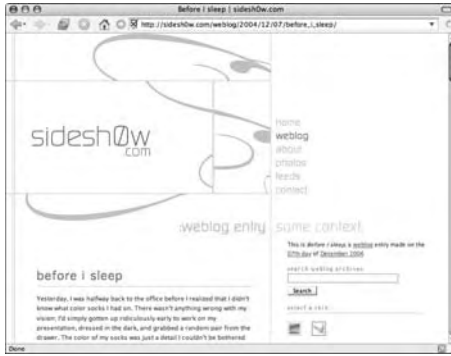 Before i sleep | sidesh0w.com
http://sidesh0w.com/weblog/2004/12/07/before_i_sleep/
sidesh0w
.com
home
weblog
about
photos
feeds
contact
:weblog entry
some context:
This is Before i sleep, a weblog entry made on the
07th day of December 2004.
search weblog archives:
Search
select a skin:
before i sleep
Yesterday, I was halfway back to the office before I realized that I didn't
know what color socks I had on. There wasn't anything wrong with my
vision; I'd simply gotten up ridiculously early to work on my
presentation, dressed in the dark, and grabbed a random pair from the
drawer. The color of my socks was just a detail I couldn't be bothered
Done